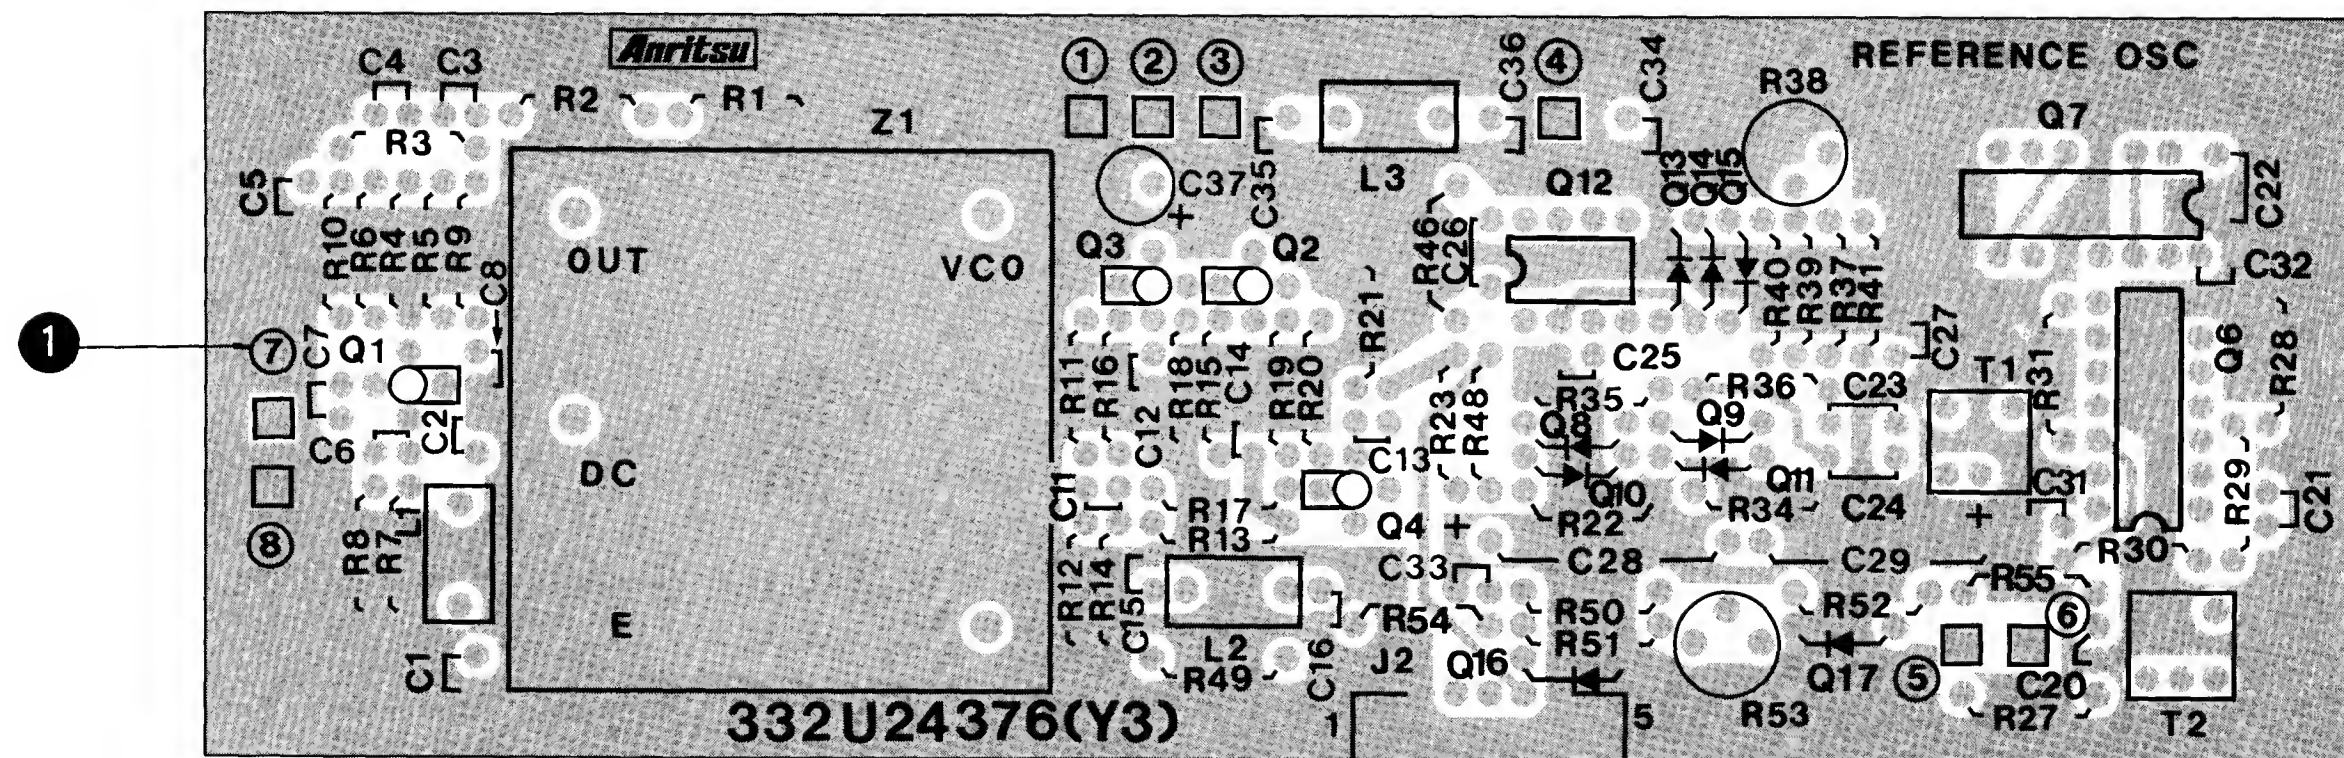 C4 C3 Anritsu ① ② ③ C36 ④ C34 REFERENCE OSC
R2 R1 Z1 R38 Q7
R3 C5 C37 C35 L3 Q12 Q13 Q14 Q15 C22
R10 R6 R4 R5 R9 C8 OUT VCO Q3 + Q2 R46 C26 R40 R39 R37 R41 C32
❶ ⑦ C7 Q1 R21 C25 C27 T1 R31 Q6 R28
R11 R16 C12 R18 R15 C14 R19 R20 R23 R48 R35 R36 C23
C6 C2 DC C13 Q8 Q9
C11 Q10 Q11 C31 R29 C21
⑧ R8 R7 L1 R17 Q4 + R22 R34 C24 +
R13 C33 C28 C29 R30
R12 R14 C15 R54 R50 R52 R55 ⑥
E L2 J2 R51
C1 R49 C16 Q16 Q17 ⑤ C20
332U24376(Y3) 1 5 R53 R27 T2